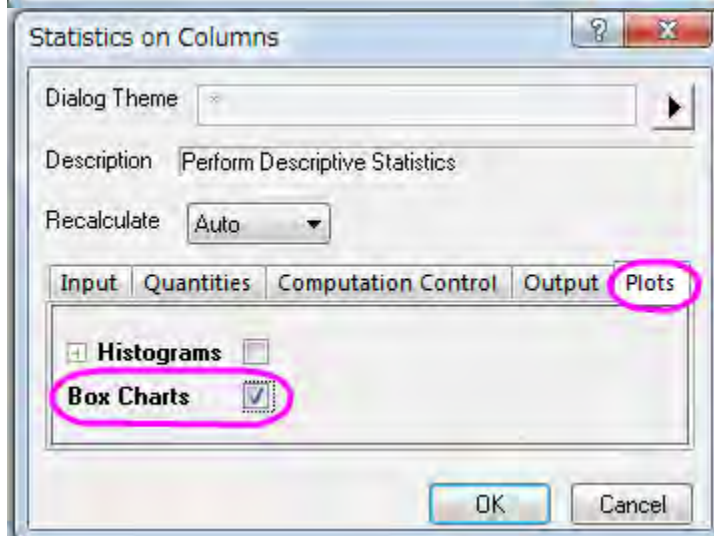 Statistics on Columns
Dialog Theme *
Description Perform Descriptive Statistics
Recalculate Auto
Input Quantities Computation Control Output Plots
Histograms
Box Charts
OK Cancel